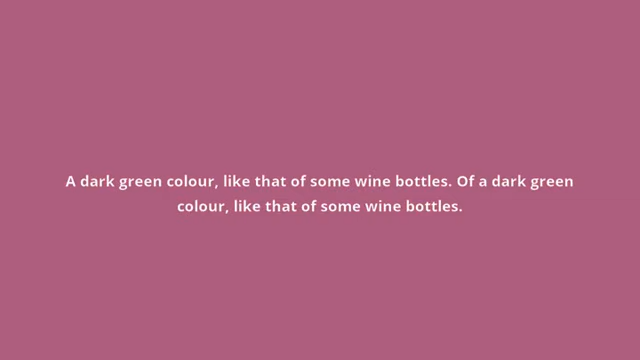 A dark green colour, like that of some wine bottles. Of a dark green
colour, like that of some wine bottles.